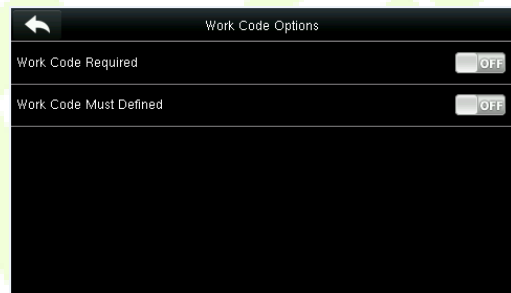 Work Code Options
Work Code Required
OFF
Work Code Must Defined
OFF